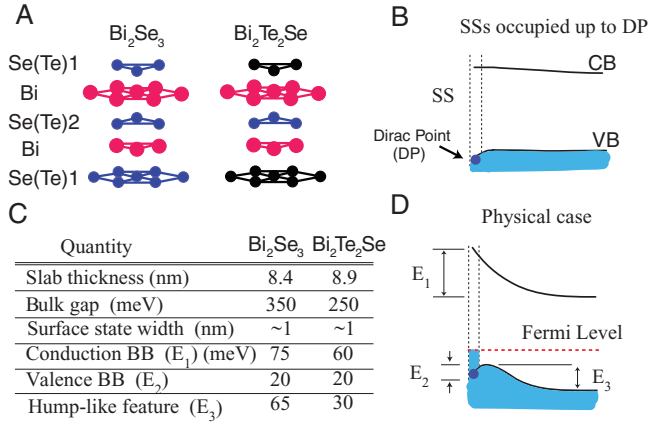 A
Bi2Se3
Bi2Te2Se
Se(Te)1
Bi
Se(Te)2
Bi
Se(Te)1
B
SSs occupied up to DP
CB
SS
Dirac Point
(DP)
VB
C
Quantity Bi2Se3 Bi2Te2Se
Slab thickness (nm) 8.4 8.9
Bulk gap (meV) 350 250
Surface state width (nm) ~1 ~1
Conduction BB (E1) (meV) 75 60
Valence BB (E2) 20 20
Hump-like feature (E3) 65 30
D
Physical case
E1
Fermi Level
E2
E3